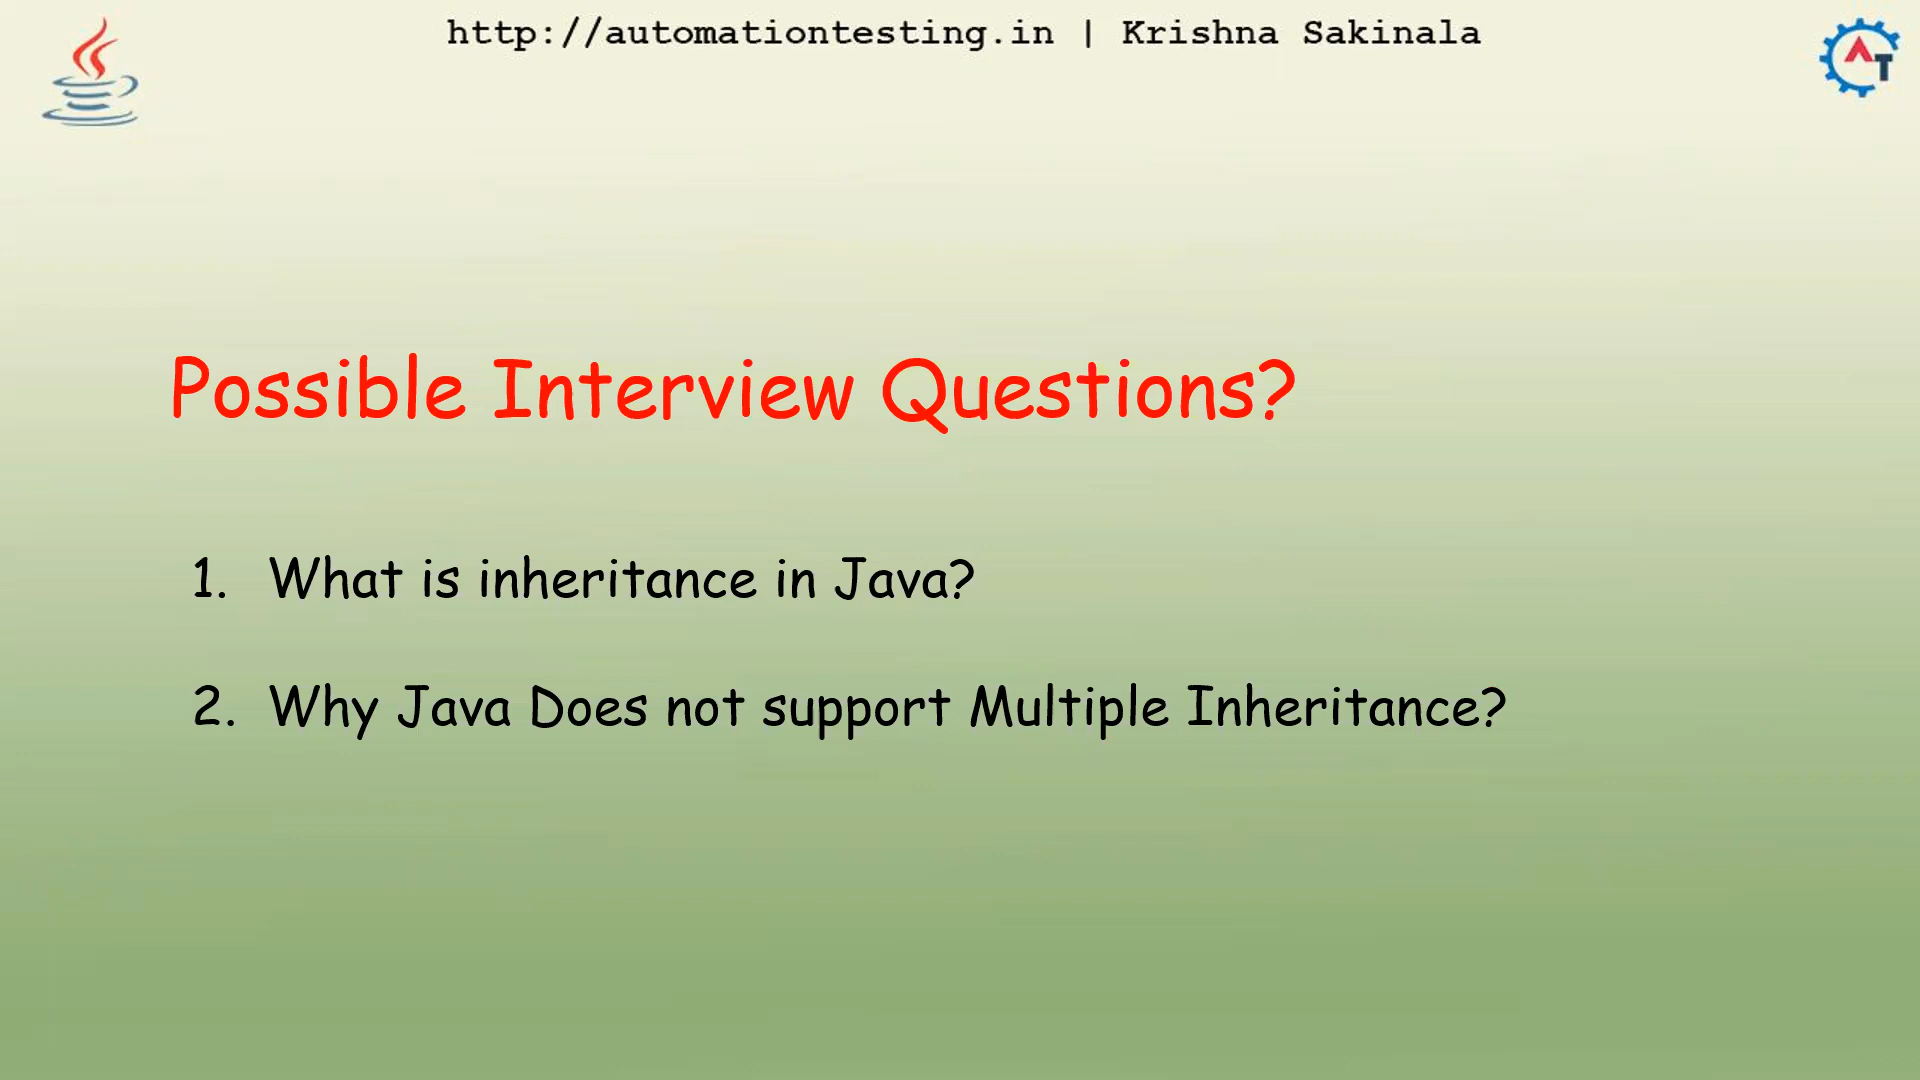 http://automationtesting.in | Krishna Sakinala
AT
Possible Interview Questions?
1. What is inheritance in Java?
2. Why Java Does not support Multiple Inheritance?